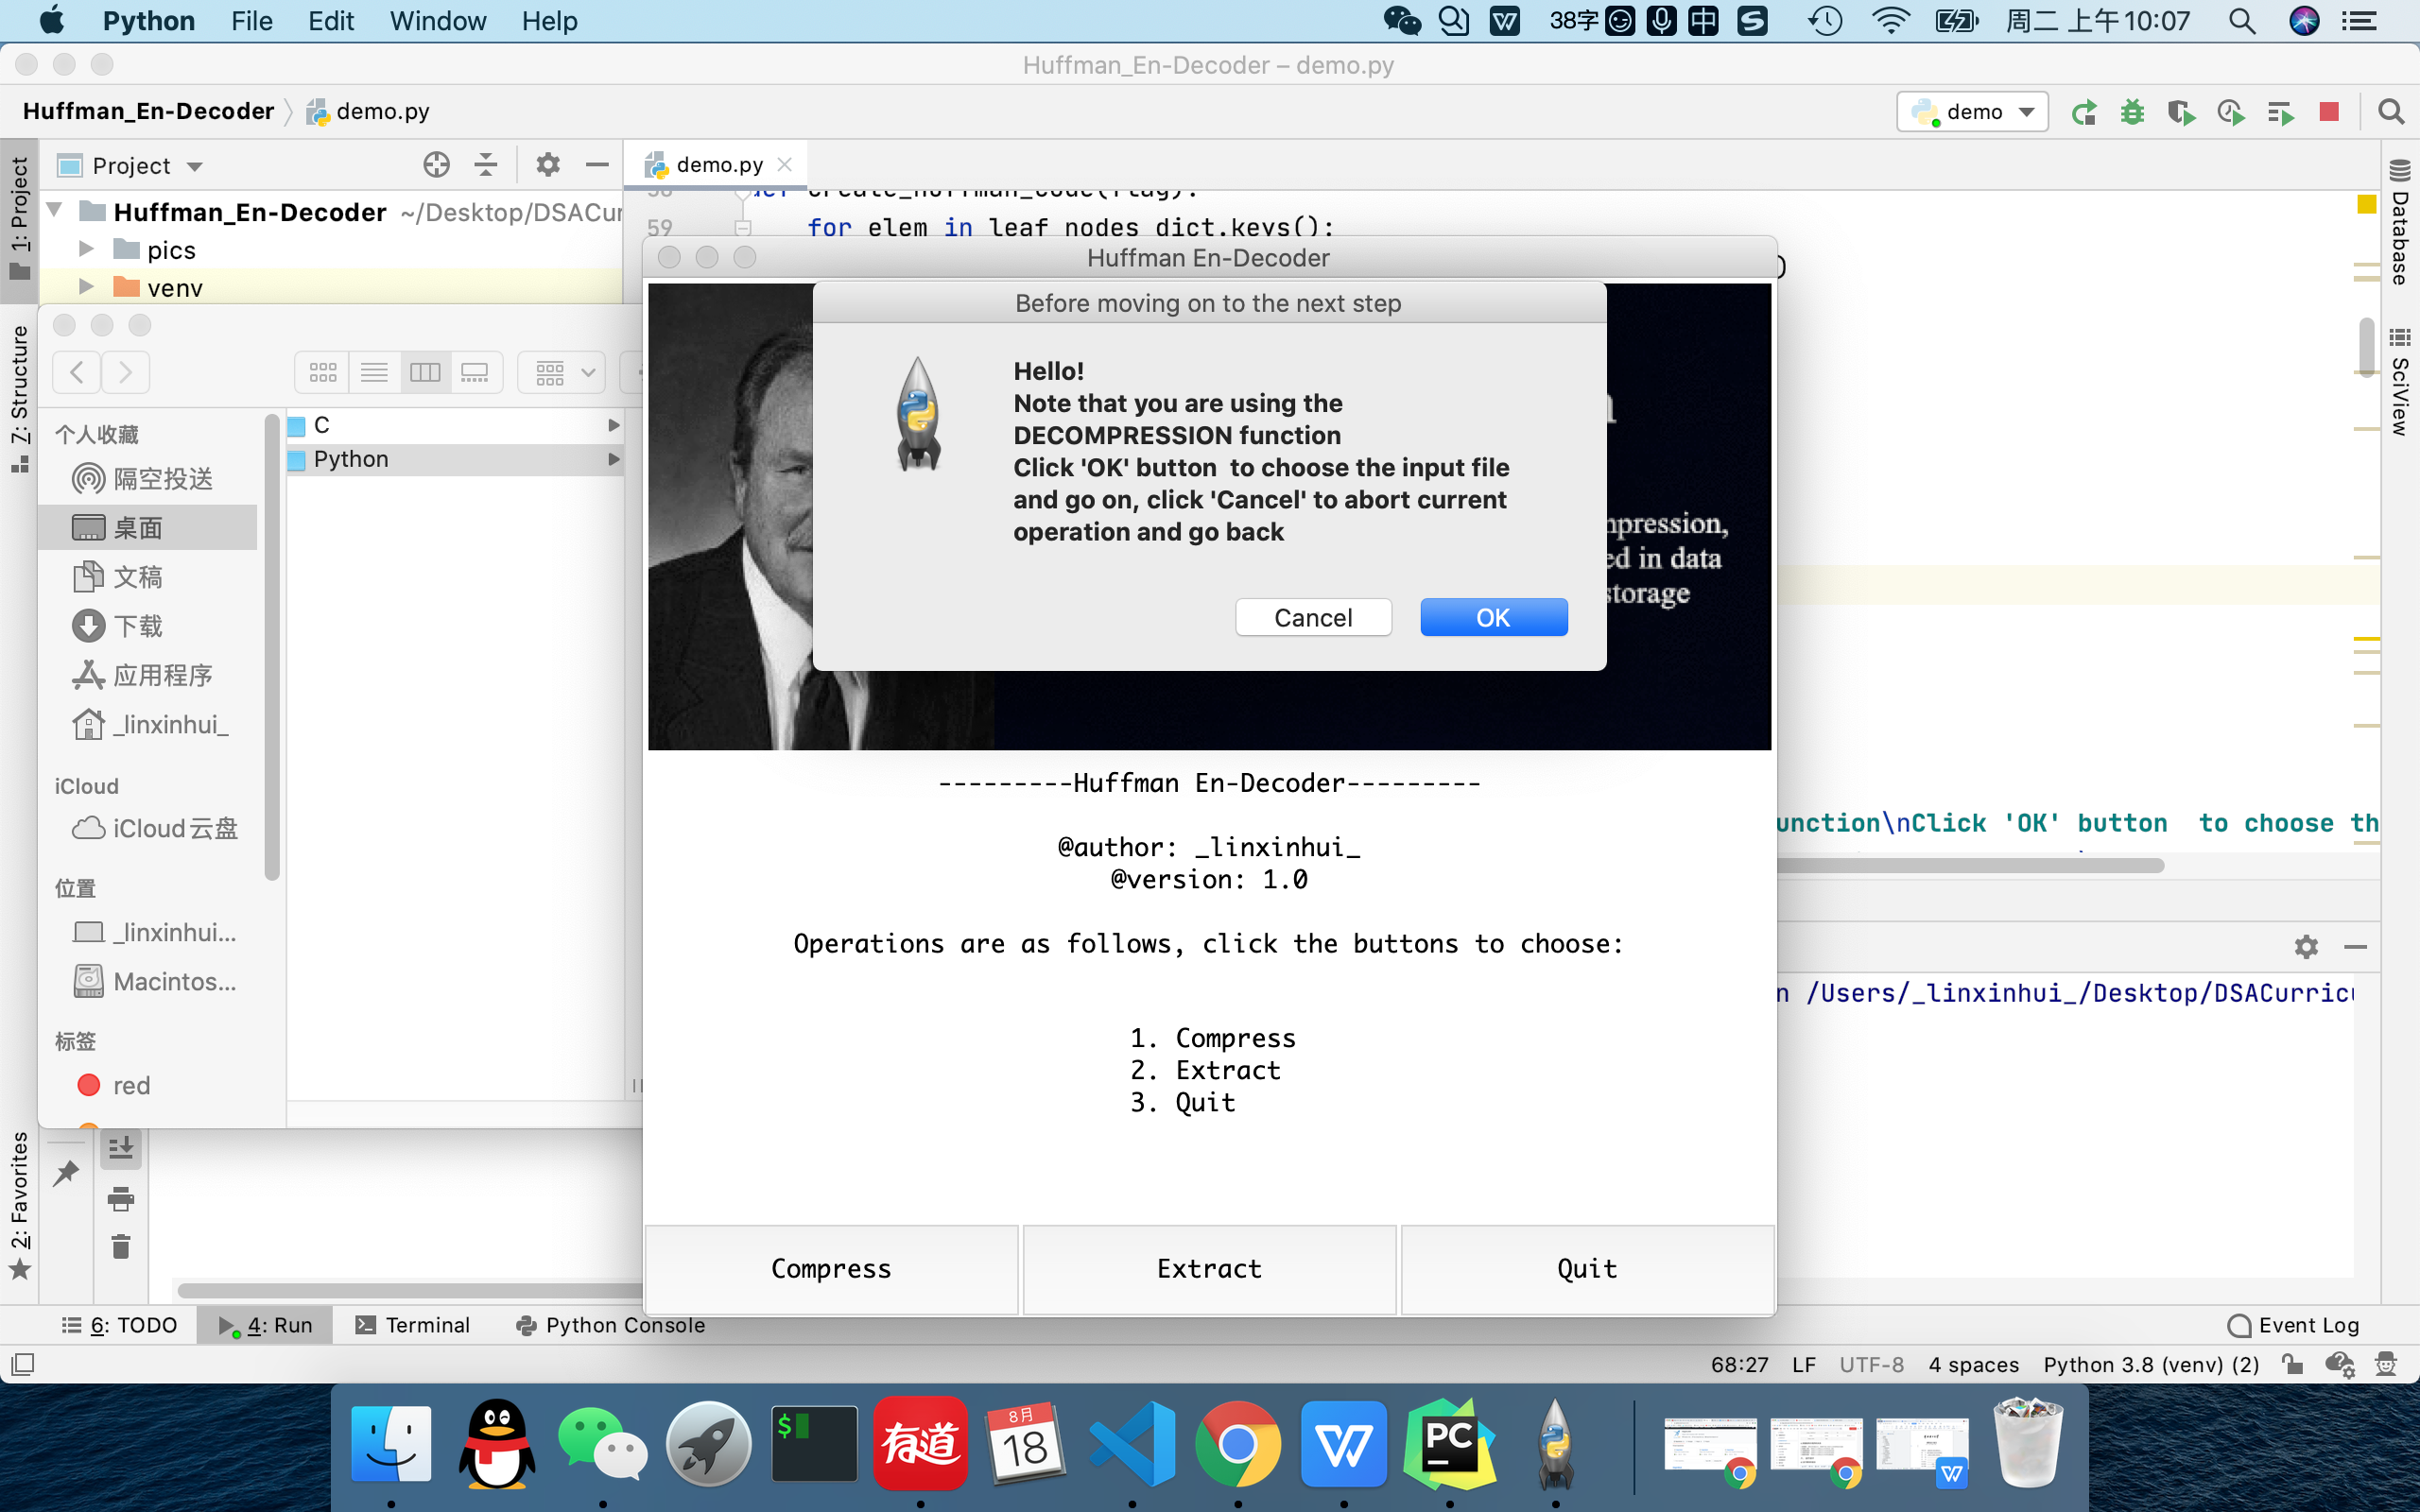 Python File Edit Window Help 38字 中 S 周二 上午10:07
Huffman_En-Decoder – demo.py
Huffman_En-Decoder demo.py demo
1: Project
Project
demo.py
Huffman_En-Decoder ~/Desktop/DSACur
pics
venv
59 for elem in leaf_nodes_dict.keys():
Database
SciView
7: Structure
2: Favorites
个人收藏
隔空投送
桌面
文稿
下载
应用程序
_linxinhui_
iCloud
iCloud云盘
位置
_linxinhui...
Macintos...
标签
red
C
Python
Huffman En-Decoder
Before moving on to the next step
Hello!
Note that you are using the
DECOMPRESSION function
Click 'OK' button  to choose the input file
and go on, click 'Cancel' to abort current
operation and go back
Cancel OK
mpression,
ed in data
storage
---------Huffman En-Decoder---------
@author: _linxinhui_
@version: 1.0
Operations are as follows, click the buttons to choose:
1. Compress
2. Extract
3. Quit
Compress Extract Quit
unction\nClick 'OK' button  to choose th
n /Users/_linxinhui_/Desktop/DSACurric
6: TODO 4: Run Terminal Python Console Event Log
68:27 LF UTF-8 4 spaces Python 3.8 (venv) (2)
$
有道
8月
18
W
PC